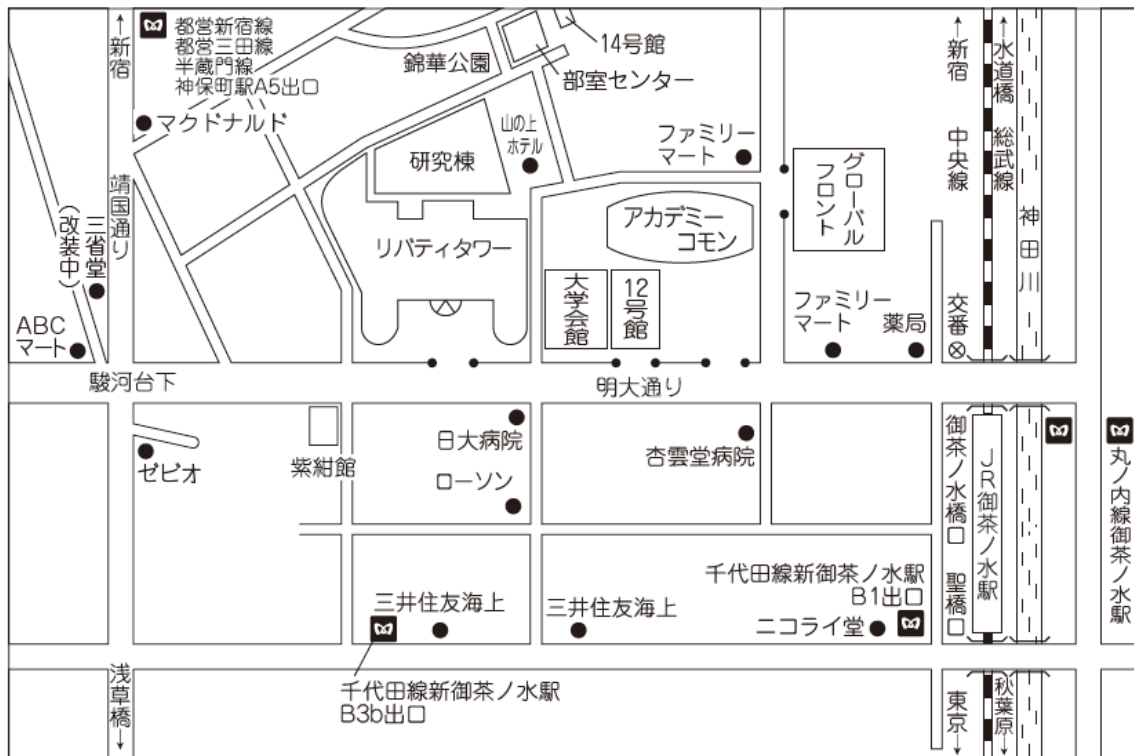 ←新宿
都営新宿線
都営三田線
半蔵門線
神保町駅A5出口
マクドナルド
靖国通り
三省堂
(改装中)
ABC
マート
駿河台下
錦華公園
14号館
部室センター
山の上
ホテル
研究棟
リバティタワー
ファミリー
マート
アカデミー
コモン
グローバル
フロント
大学会館
12号館
ファミリー
マート
薬局
交番
←新宿
中央線
←水道橋
総武線
神田川
明大通り
ゼビオ
紫紺館
日大病院
ローソン
杏雲堂病院
御茶ノ水橋口
聖橋口
JR御茶ノ水駅
丸ノ内線御茶ノ水駅
三井住友海上
三井住友海上
千代田線新御茶ノ水駅
B1出口
ニコライ堂
千代田線新御茶ノ水駅
B3b出口
浅草橋→
東京→
秋葉原→